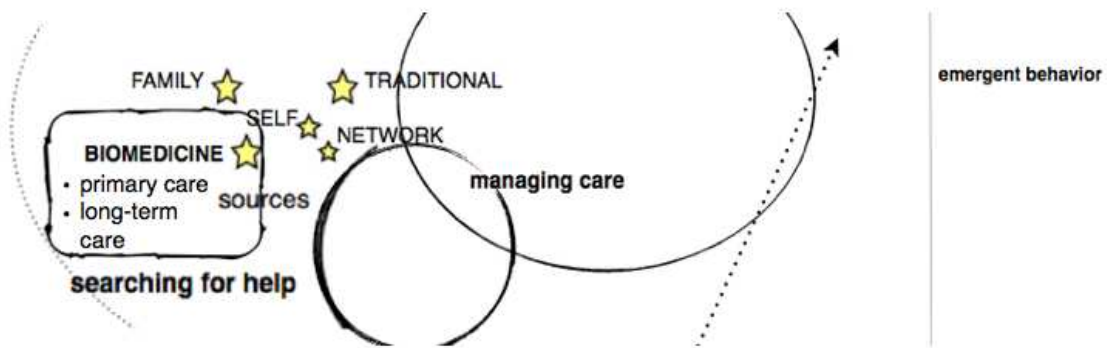 emergent behavior
FAMILY
TRADITIONAL
SELF
NETWORK
BIOMEDICINE
• primary care
• long-term
care
sources
managing care
searching for help